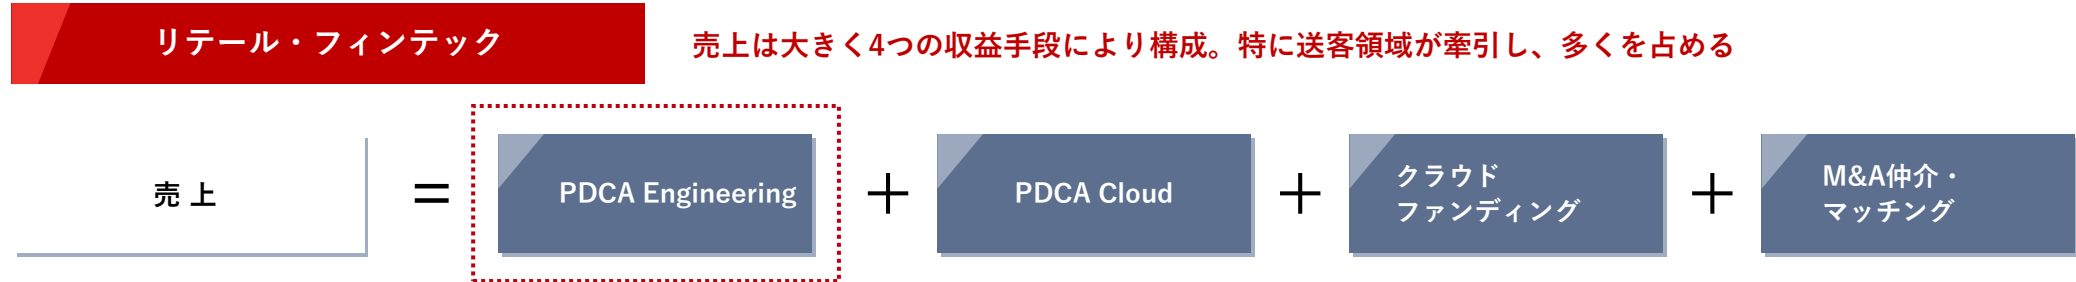 リテール・フィンテック
売上は大きく4つの収益手段により構成。特に送客領域が牽引し、多くを占める
売上
=
PDCA Engineering
+
PDCA Cloud
+
クラウド
ファンディング
+
M&A仲介・
マッチング